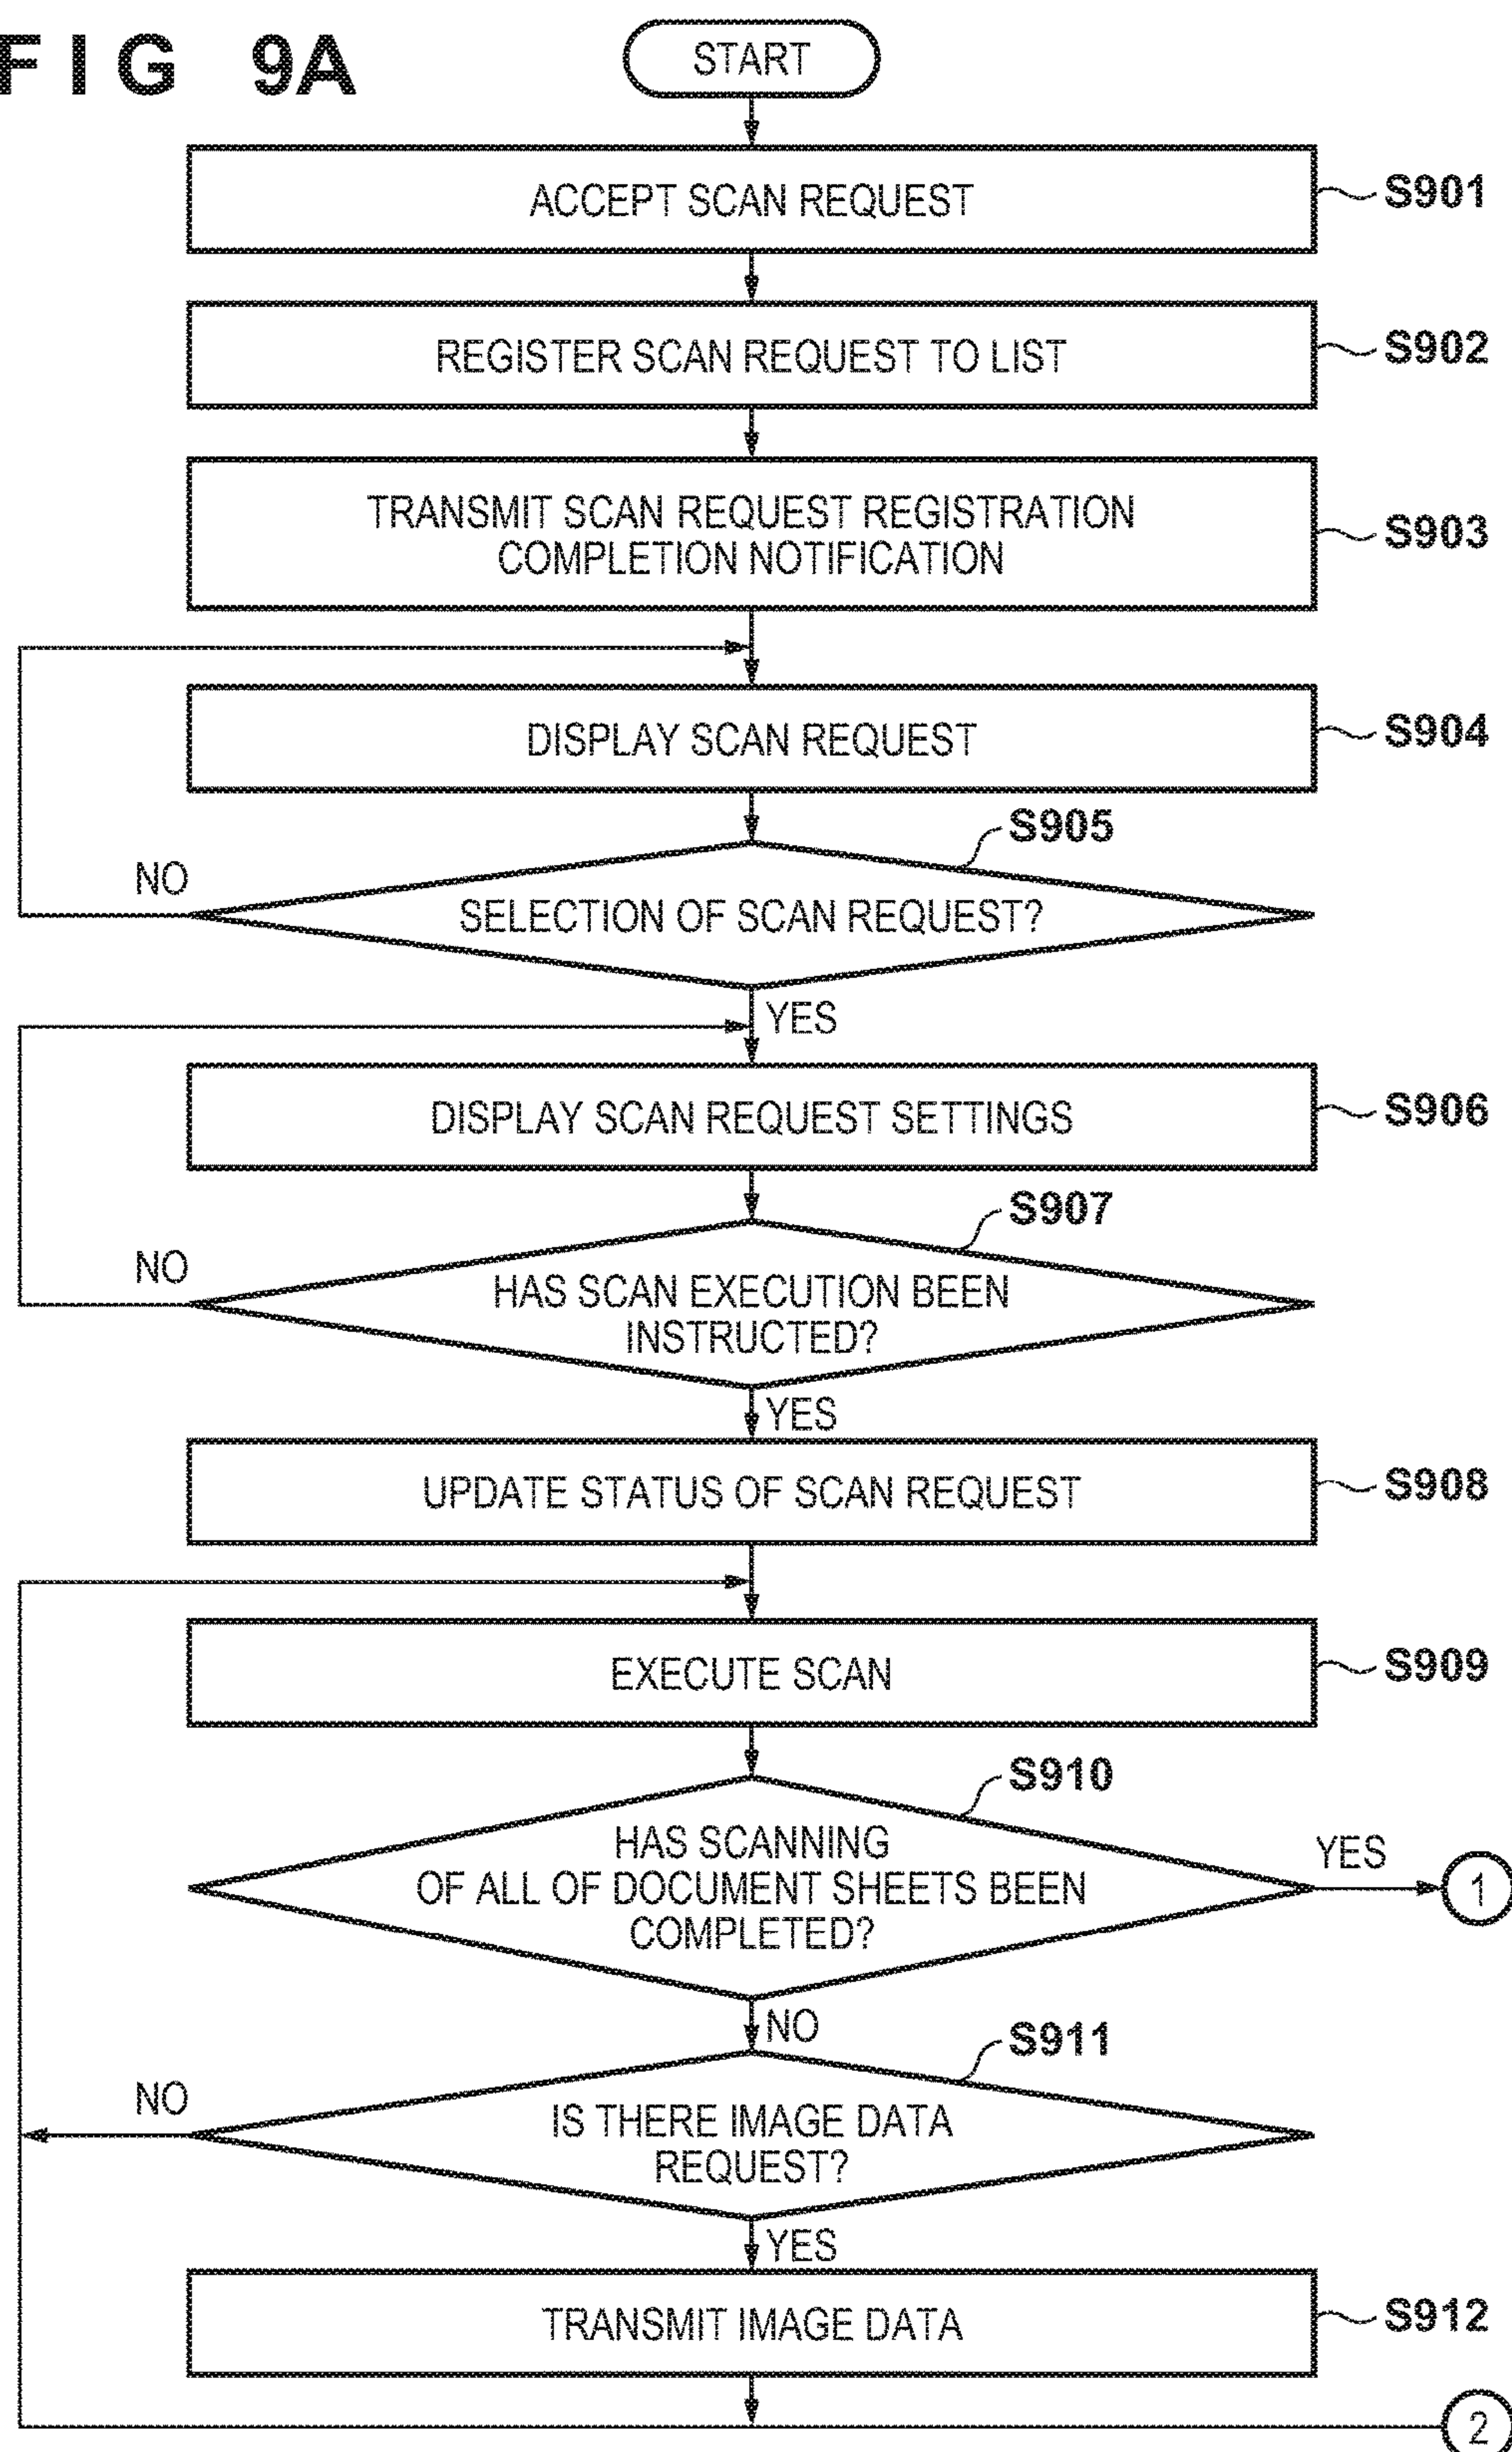 FIG 9A
START
ACCEPT SCAN REQUEST
S901
REGISTER SCAN REQUEST TO LIST
S902
TRANSMIT SCAN REQUEST REGISTRATION
COMPLETION NOTIFICATION
S903
DISPLAY SCAN REQUEST
S904
S905
NO
SELECTION OF SCAN REQUEST?
YES
DISPLAY SCAN REQUEST SETTINGS
S906
S907
NO
HAS SCAN EXECUTION BEEN
INSTRUCTED?
YES
UPDATE STATUS OF SCAN REQUEST
S908
EXECUTE SCAN
S909
S910
HAS SCANNING
OF ALL OF DOCUMENT SHEETS BEEN
COMPLETED?
YES
1
NO
S911
NO
IS THERE IMAGE DATA
REQUEST?
YES
TRANSMIT IMAGE DATA
S912
2